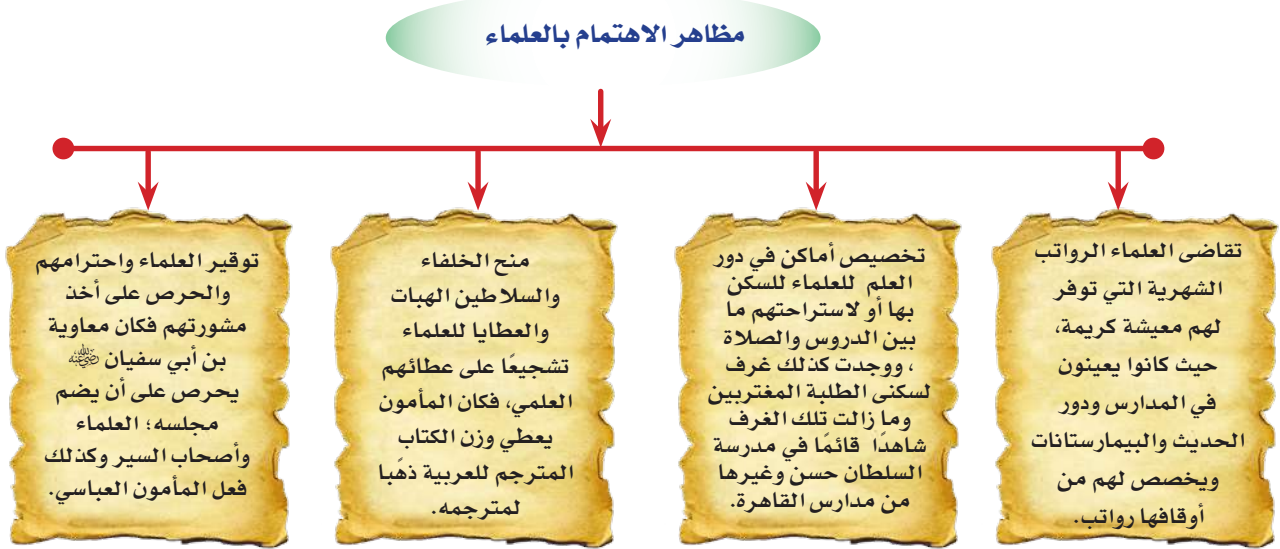 مظاهر الاهتمام بالعلماء
تقاضى العلماء الرواتب
الشهرية التي توفر
لهم معيشة كريمة،
حيث كانوا يعينون
في المدارس ودور
الحديث والبيمارستانات
ويخصص لهم من
أوقافها رواتب.
تخصيص أماكن في دور
العلم للعلماء للسكن
بها أو لاستراحتهم ما
بين الدروس والصلاة
، ووجدت كذلك غرف
لسكنى الطلبة المغتربين
وما زالت تلك الغرف
شاهدًا قائمًا في مدرسة
السلطان حسن وغيرها
من مدارس القاهرة.
منح الخلفاء
والسلاطين الهبات
والعطايا للعلماء
تشجيعًا على عطائهم
العلمي، فكان المأمون
يعطي وزن الكتاب
المترجم للعربية ذهبًا
لمترجمه.
توقير العلماء واحترامهم
والحرص على أخذ
مشورتهم فكان معاوية
بن أبي سفيان رضي الله عنه
يحرص على أن يضم
مجلسه؛ العلماء
وأصحاب السير وكذلك
فعل المأمون العباسي.